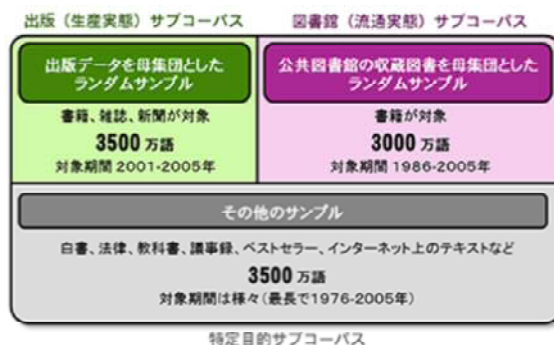 出版（生産実態）サブコーパス
図書館（流通実態）サブコーパス
出版データを母集団とした
ランダムサンプル
書籍、雑誌、新聞が対象
3500 万語
対象期間 2001-2005年
公共図書館の収蔵図書を母集団とした
ランダムサンプル
書籍が対象
3000 万語
対象期間 1986-2005年
その他のサンプル
白書、法律、教科書、議事録、ベストセラー、インターネット上のテキストなど
3500 万語
対象期間は様々（最長で1976-2005年）
特定目的サブコーパス